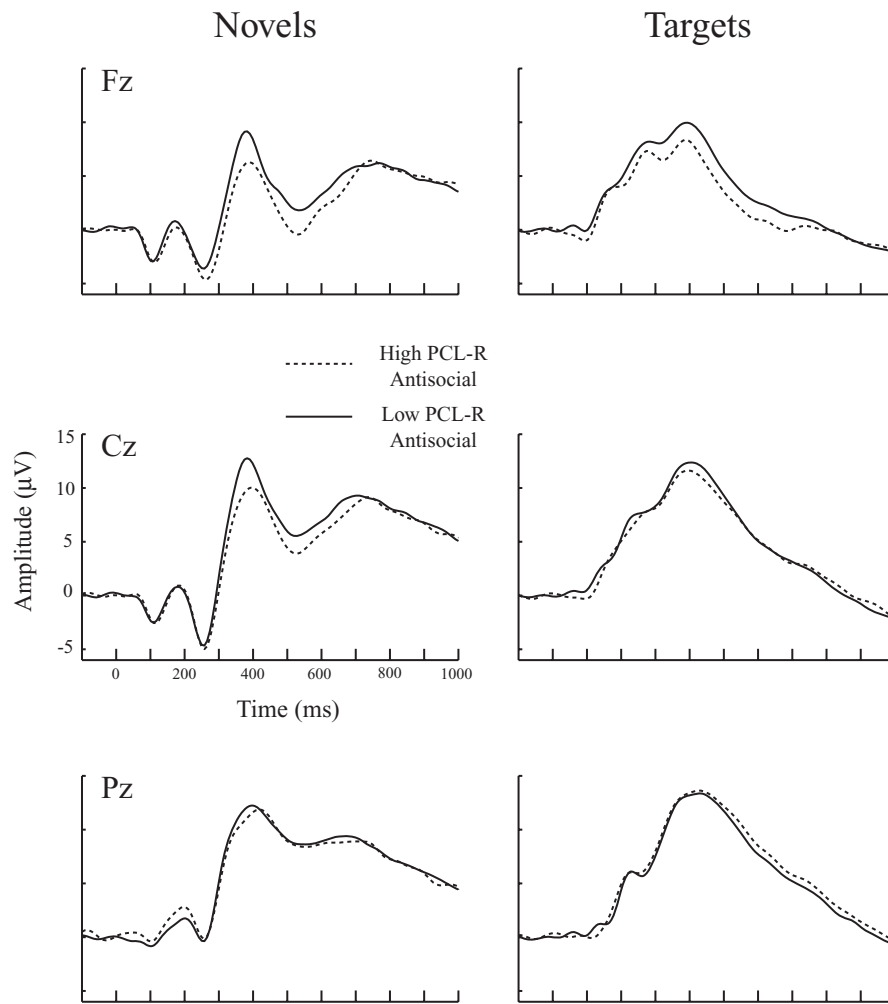 Novels
Targets
Fz
High PCL-R
Antisocial
Low PCL-R
Antisocial
Cz
15
10
5
0
-5
Amplitude (μV)
0
200
400
600
800
1000
Time (ms)
Pz